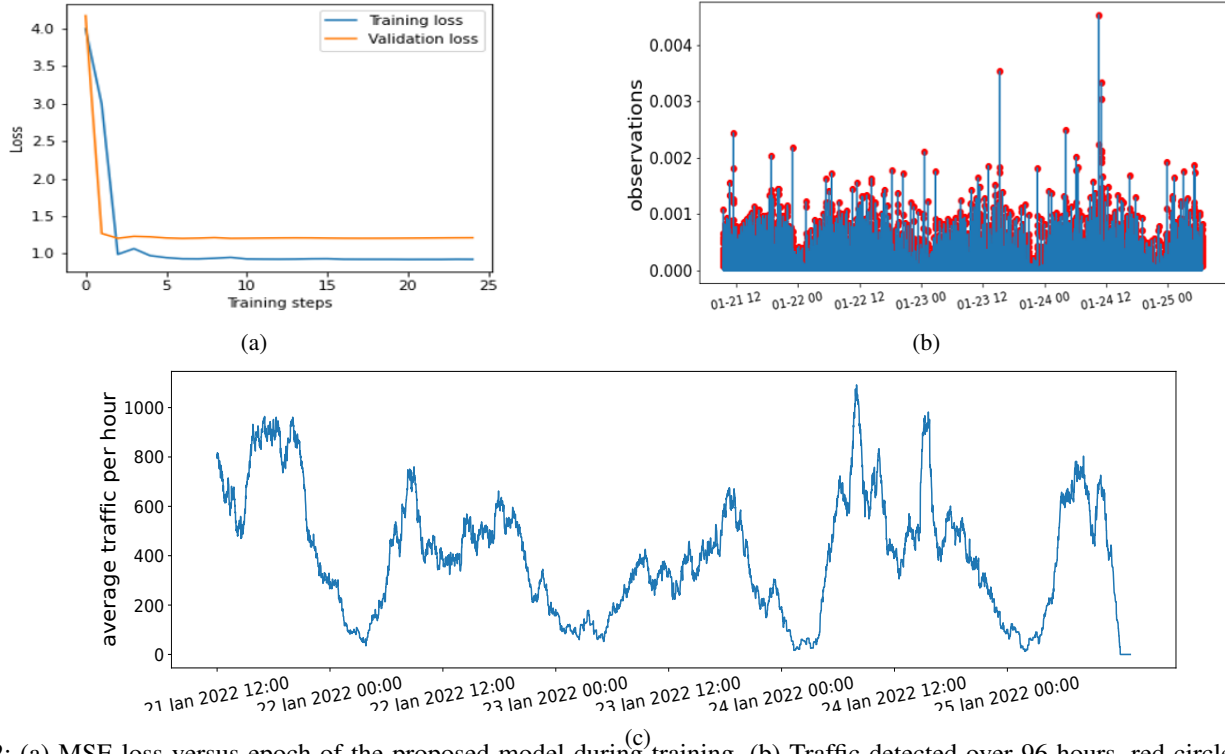 4.0
3.5
3.0
2.5
2.0
1.5
1.0
Loss
Training loss
Validation loss
0 5 10 15 20 25
Training steps
(a)
0.004
0.003
0.002
0.001
0.000
observations
01-21 12 01-22 00 01-22 12 01-23 00 01-23 12 01-24 00 01-24 12 01-25 00
(b)
1000
800
600
400
200
0
average traffic per hour
21 Jan 2022 12:00 22 Jan 2022 00:00 22 Jan 2022 12:00 23 Jan 2022 00:00 23 Jan 2022 12:00 24 Jan 2022 00:00 24 Jan 2022 12:00 25 Jan 2022 00:00
(c)
2: (a) MSE loss versus epoch of the proposed model during training. (b) Traffic detected over 96 hours, red circle